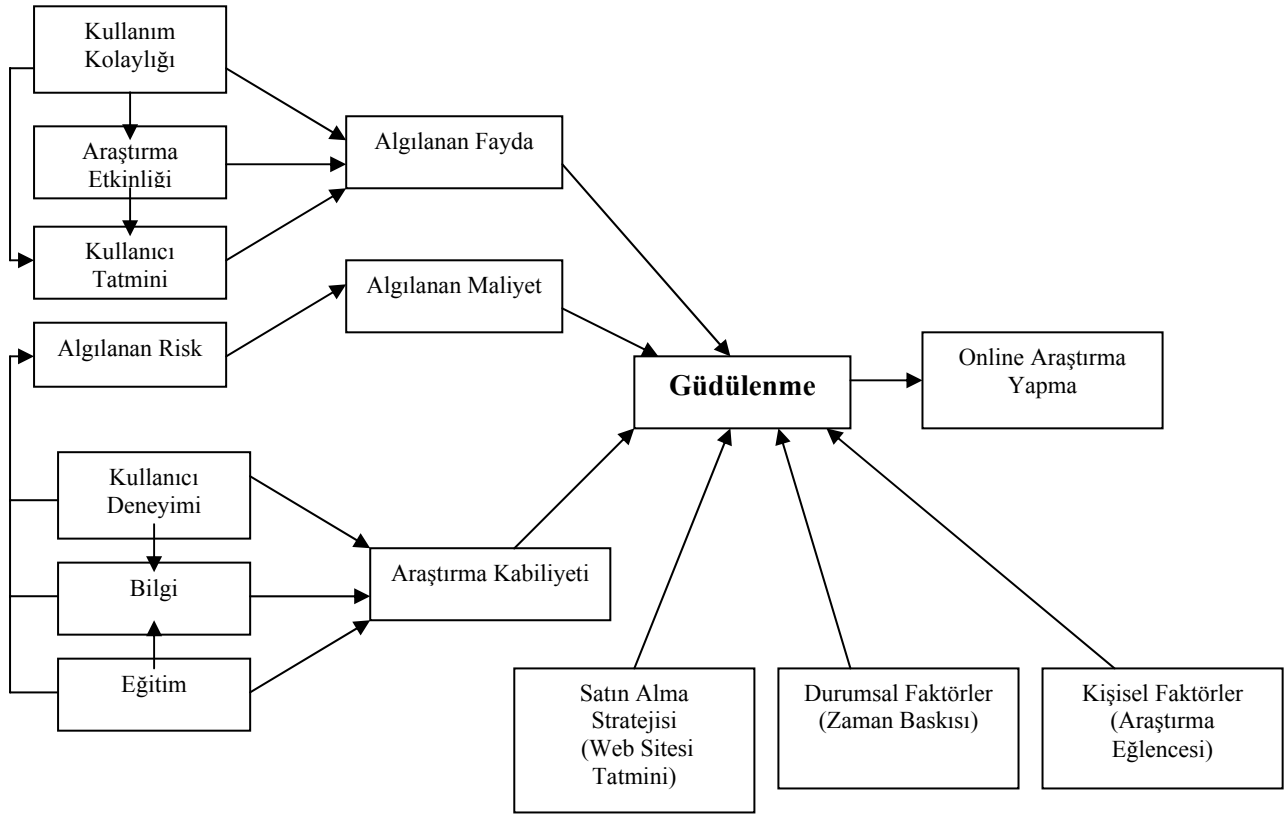 Kullanım
Kolaylığı
Araştırma
Etkinliği
Kullanıcı
Tatmini
Algılanan Risk
Kullanıcı
Deneyimi
Bilgi
Eğitim
Algılanan Fayda
Algılanan Maliyet
Araştırma Kabiliyeti
Güdülenme
Online Araştırma
Yapma
Satın Alma
Stratejisi
(Web Sitesi
Tatmini)
Durumsal Faktörler
(Zaman Baskısı)
Kişisel Faktörler
(Araştırma
Eğlencesi)